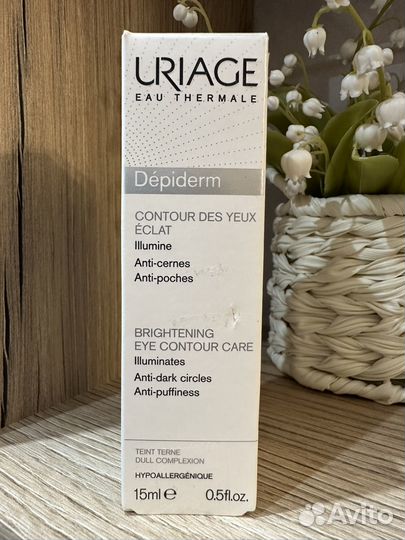 URIAGE
EAU THERMALE
Dépiderm
CONTOUR DES YEUX
ÉCLAT
Illumine
Anti-cernes
Anti-poches
BRIGHTENING
EYE CONTOUR CARE
Illuminates
Anti-dark circles
Anti-puffiness
TEINT TERNE
DULL COMPLEXION
HYPOALLERGÉNIQUE
15ml ℮ 0.5fl.oz.
Avito